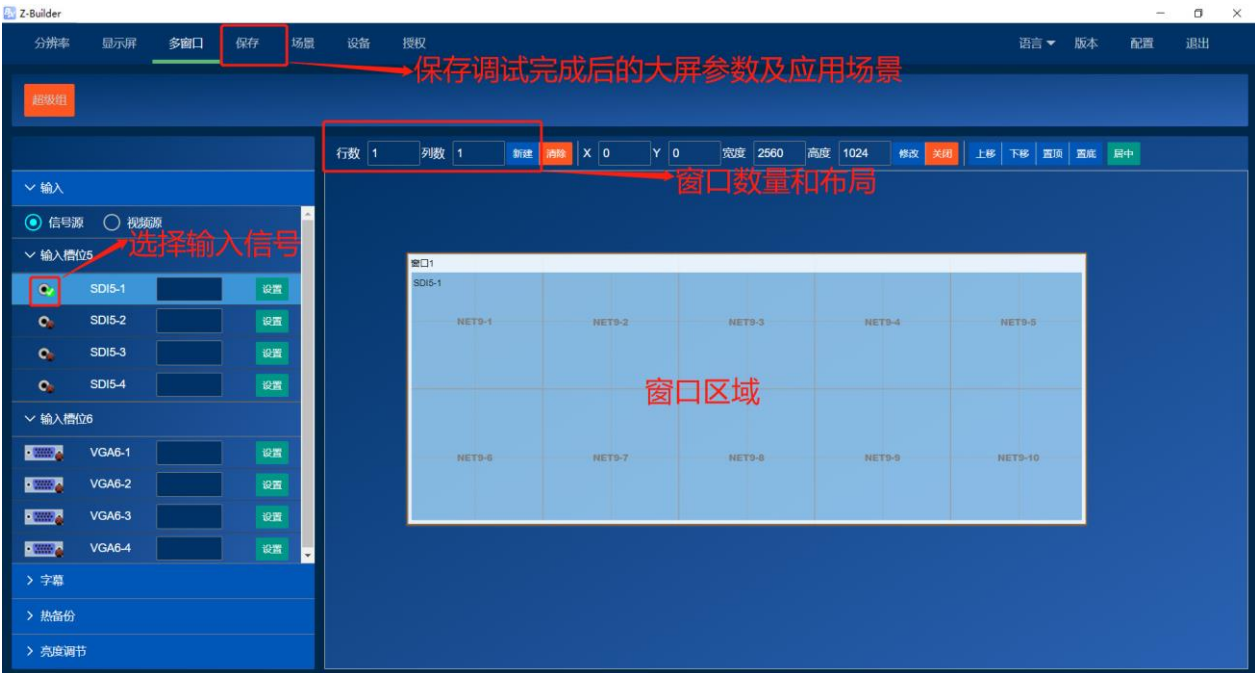 Z-Builder
分辨率 显示屏 多窗口 保存 场景 设备 授权 语言 版本 配置 退出
保存调试完成后的大屏参数及应用场景
超级组
行数 1 列数 1 新建 清除 X 0 Y 0 宽度 2560 高度 1024 修改 关闭 上移 下移 置顶 置底 居中
窗口数量和布局
输入
信号源 视频源
选择输入信号
输入槽位5
SDI5-1 设置
SDI5-2 设置
SDI5-3 设置
SDI5-4 设置
输入槽位6
VGA6-1 设置
VGA6-2 设置
VGA6-3 设置
VGA6-4 设置
字幕
热备份
亮度调节
窗口1
SDI5-1
NET9-1 NET9-2 NET9-3 NET9-4 NET9-5
窗口区域
NET9-6 NET9-7 NET9-8 NET9-9 NET9-10